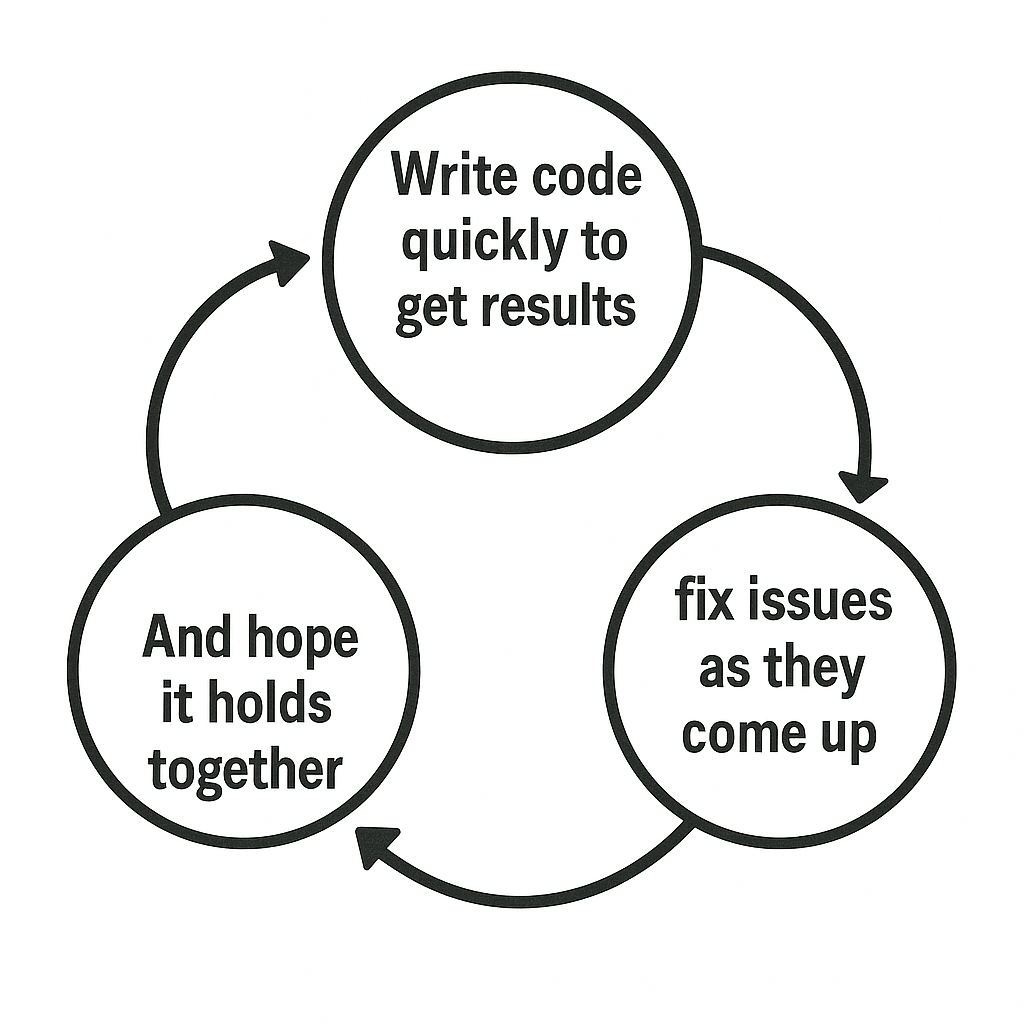 Write code
quickly to
get results
fix issues
as they
come up
And hope
it holds
together